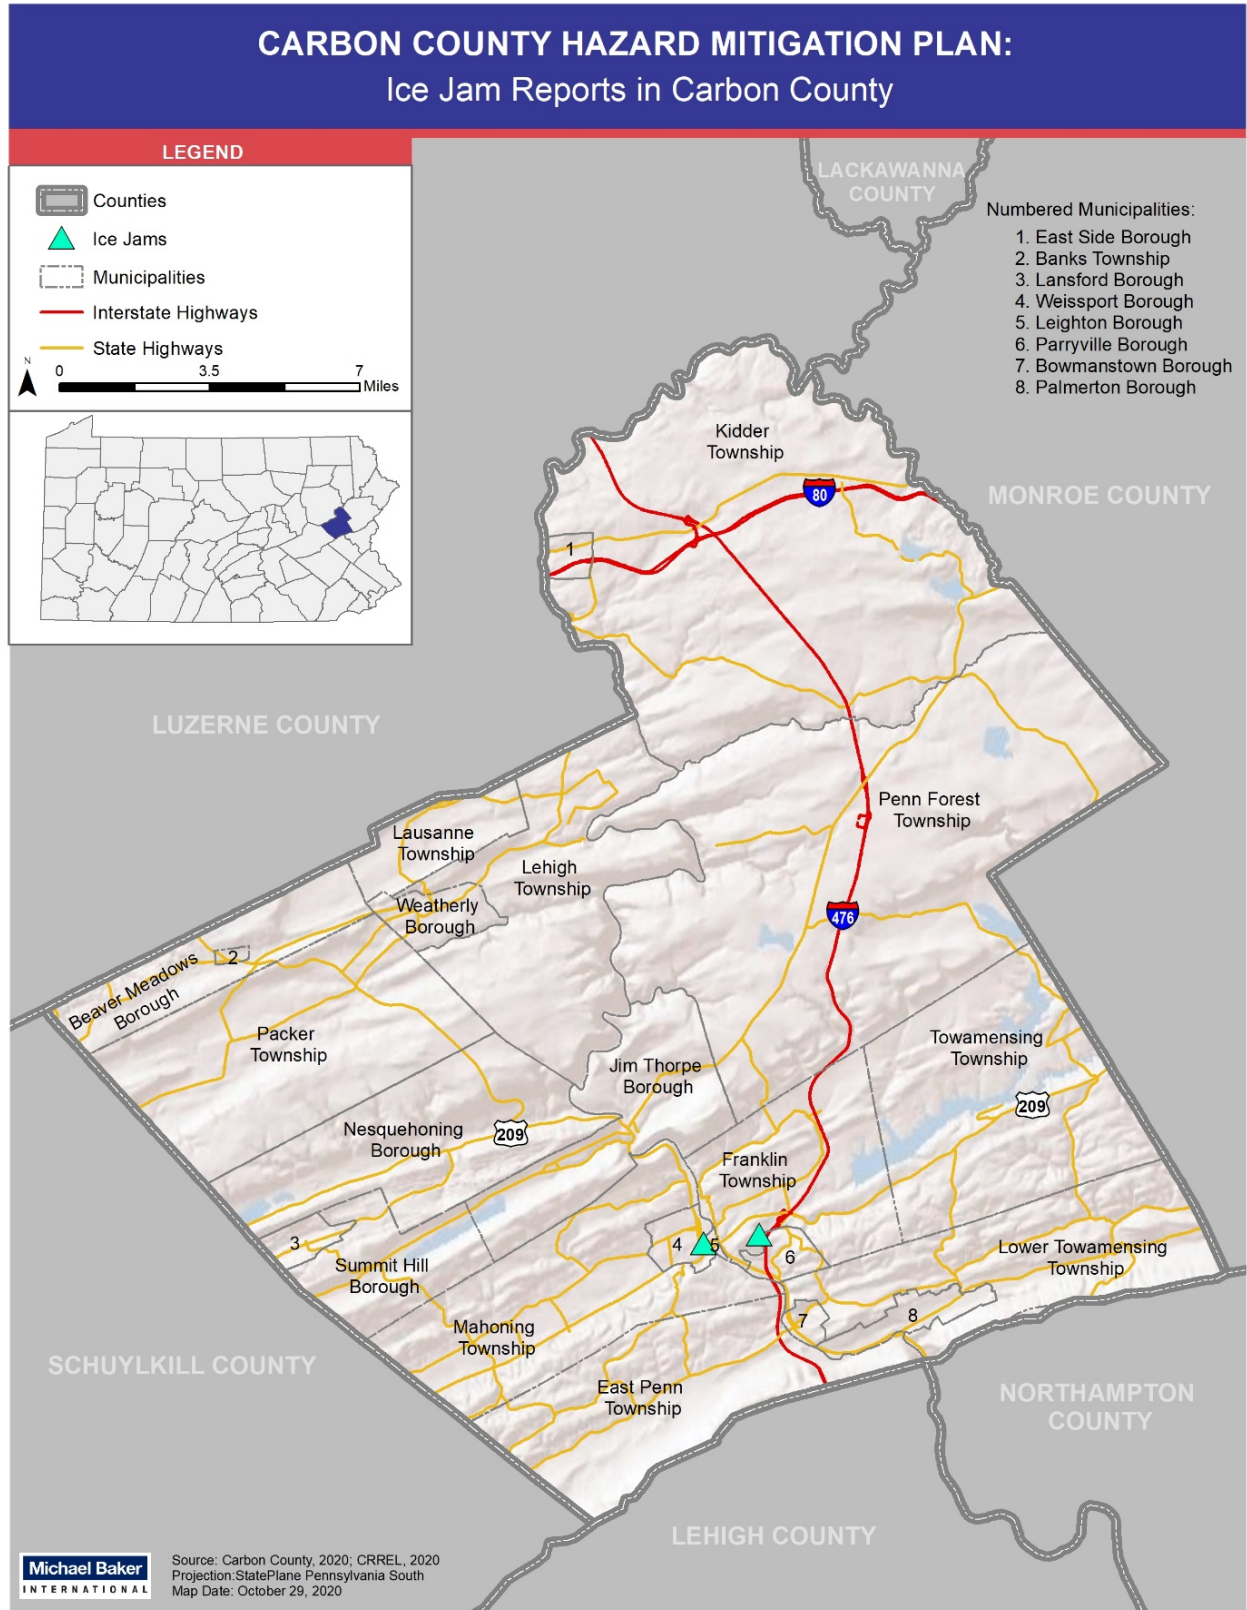 CARBON COUNTY HAZARD MITIGATION PLAN:
Ice Jam Reports in Carbon County
LEGEND
Counties
Ice Jams
Municipalities
Interstate Highways
State Highways
N
0 3.5 7
Miles
LACKAWANNA
COUNTY
Numbered Municipalities:
1. East Side Borough
2. Banks Township
3. Lansford Borough
4. Weissport Borough
5. Leighton Borough
6. Parryville Borough
7. Bowmanstown Borough
8. Palmerton Borough
Kidder
Township
80
MONROE COUNTY
1
LUZERNE COUNTY
Penn Forest
Township
Lausanne
Township
Lehigh
Township
Weatherly
Borough
476
2
Beaver Meadows
Borough
Packer
Township
Towamensing
Township
Jim Thorpe
Borough
209
Nesquehoning
Borough
209
Franklin
Township
3
4
5
6
Summit Hill
Borough
Lower Towamensing
Township
7
8
Mahoning
Township
SCHUYLKILL COUNTY
East Penn
Township
NORTHAMPTON
COUNTY
LEHIGH COUNTY
Michael Baker
INTERNATIONAL
Source: Carbon County, 2020; CRREL, 2020
Projection:StatePlane Pennsylvania South
Map Date: October 29, 2020